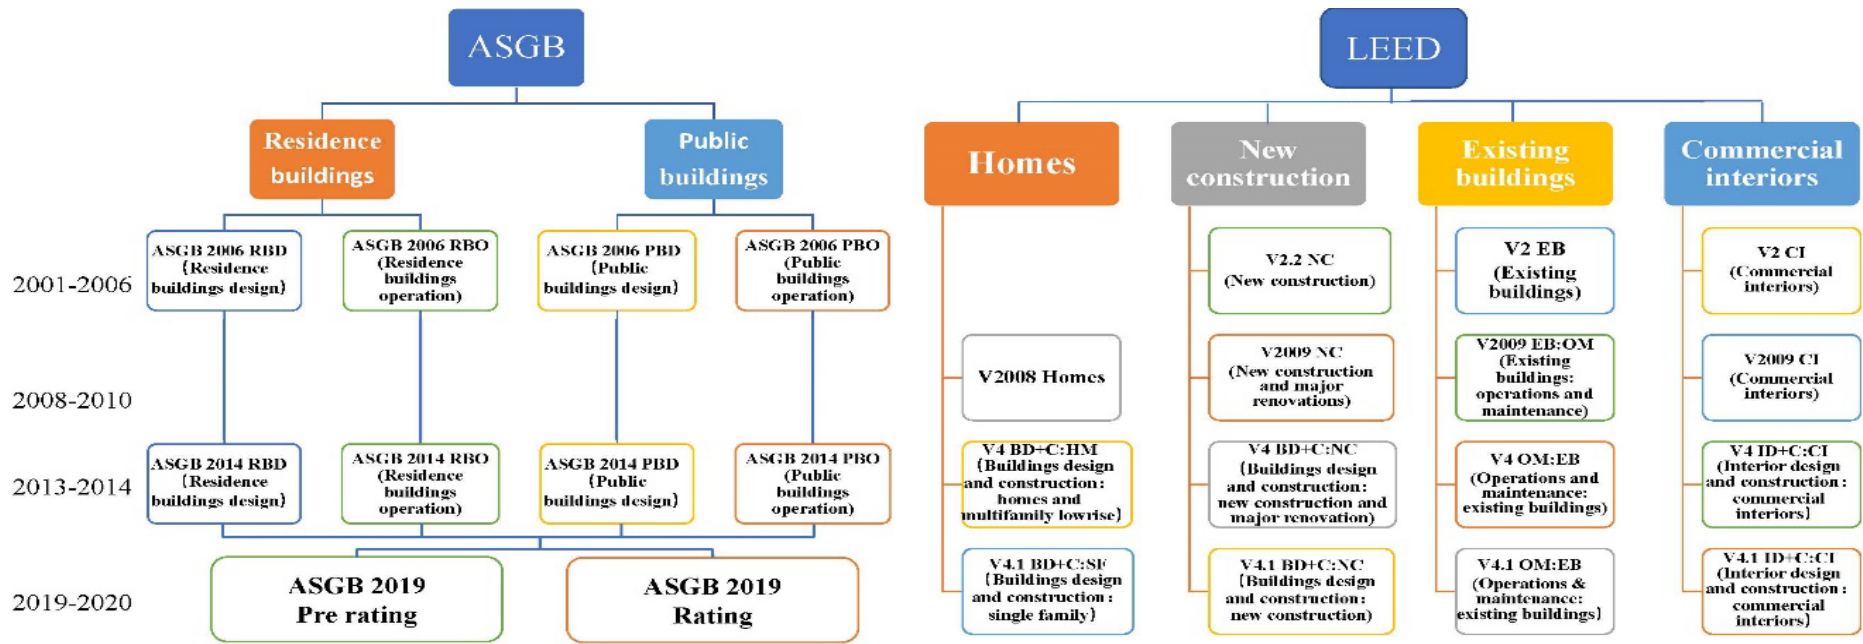 ASGB
Residence
buildings
Public
buildings
2001-2006
ASGB 2006 RBD
(Residence
buildings design)
ASGB 2006 RBO
(Residence
buildings
operation)
ASGB 2006 PBD
(Public
buildings design)
ASGB 2006 PBO
(Public
buildings
operation)
2008-2010
2013-2014
ASGB 2014 RBD
(Residence
buildings design)
ASGB 2014 RBO
(Residence
buildings
operation)
ASGB 2014 PBD
(Public
buildings design)
ASGB 2014 PBO
(Public
buildings
operation)
2019-2020
ASGB 2019
Pre rating
ASGB 2019
Rating
LEED
Homes
New
construction
Existing
buildings
Commercial
interiors
V2.2 NC
(New construction)
V2 EB
(Existing
buildings)
V2 CI
(Commercial
interiors)
V2008 Homes
V2009 NC
(New construction
and major
renovations)
V2009 EB:OM
(Existing
buildings:
operations and
maintenance)
V2009 CI
(Commercial
interiors)
V4 BD+C:HM
(Buildings design
and construction:
homes and
multifamily lowrise)
V4 BD+C:NC
(Buildings design
and construction:
new construction and
major renovation)
V4 OM:EB
(Operations and
maintenance:
existing buildings)
V4 ID+C:CI
(Interior design
and construction:
commercial
interiors)
V4.1 BD+C:SF
(Buildings design
and construction:
single family)
V4.1 BD+C:NC
(Buildings design
and construction:
new construction)
V4.1 OM:EB
(Operations &
maintenance:
existing buildings)
V4.1 ID+C:CI
(Interior design
and construction:
commercial
interiors)